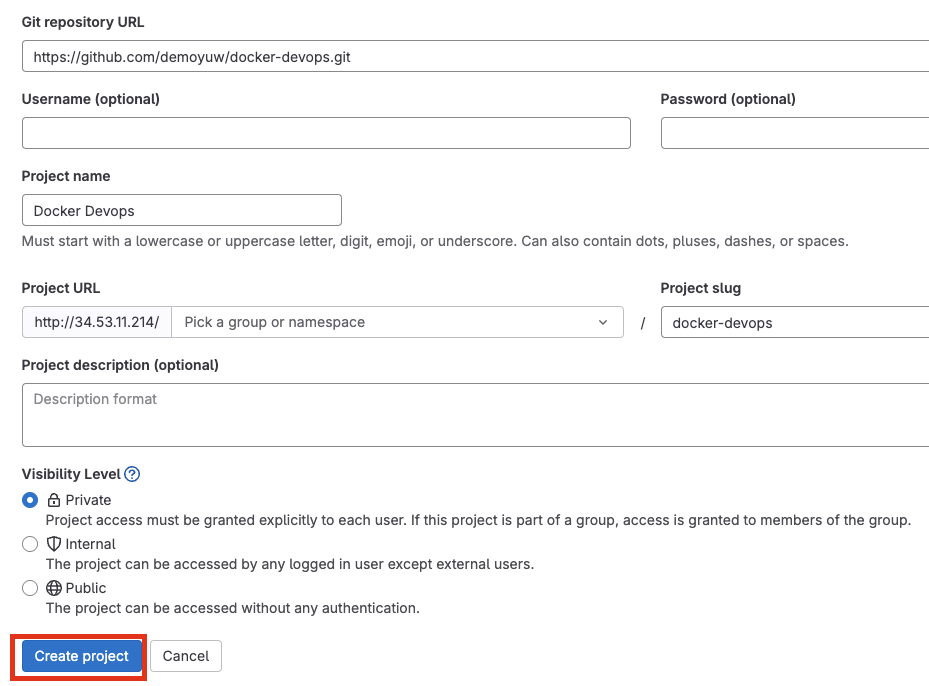 Git repository URL
https://github.com/demoyuw/docker-devops.git
Username (optional) Password (optional)
Project name
Docker Devops
Must start with a lowercase or uppercase letter, digit, emoji, or underscore. Can also contain dots, pluses, dashes, or spaces.
Project URL Project slug
http://34.53.11.214/ Pick a group or namespace / docker-devops
Project description (optional)
Description format
Visibility Level ?
Private
Project access must be granted explicitly to each user. If this project is part of a group, access is granted to members of the group.
Internal
The project can be accessed by any logged in user except external users.
Public
The project can be accessed without any authentication.
Create project Cancel